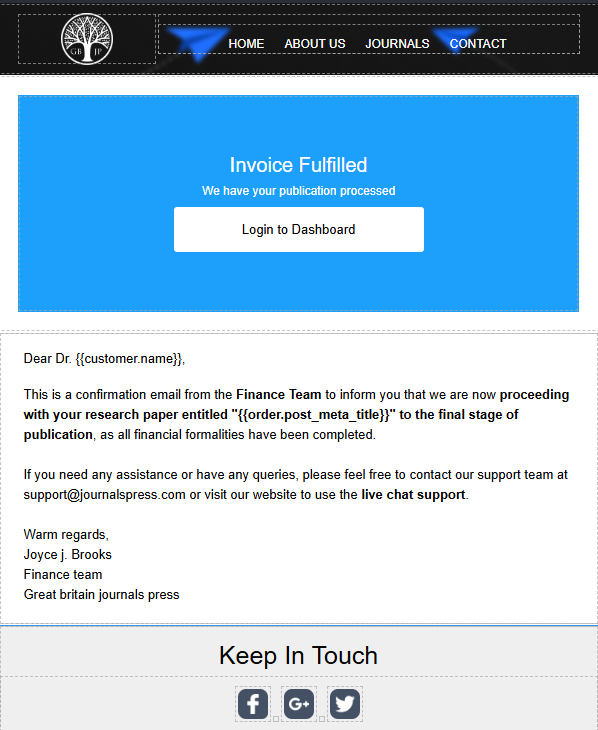 GB JP
HOME ABOUT US JOURNALS CONTACT
Invoice Fulfilled
We have your publication processed
Login to Dashboard
Dear Dr. {{customer.name}},
This is a confirmation email from the Finance Team to inform you that we are now proceeding
with your research paper entitled "{{order.post_meta_title}}" to the final stage of
publication, as all financial formalities have been completed.
If you need any assistance or have any queries, please feel free to contact our support team at
support@journalspress.com or visit our website to use the live chat support.
Warm regards,
Joyce j. Brooks
Finance team
Great britain journals press
Keep In Touch
f G+